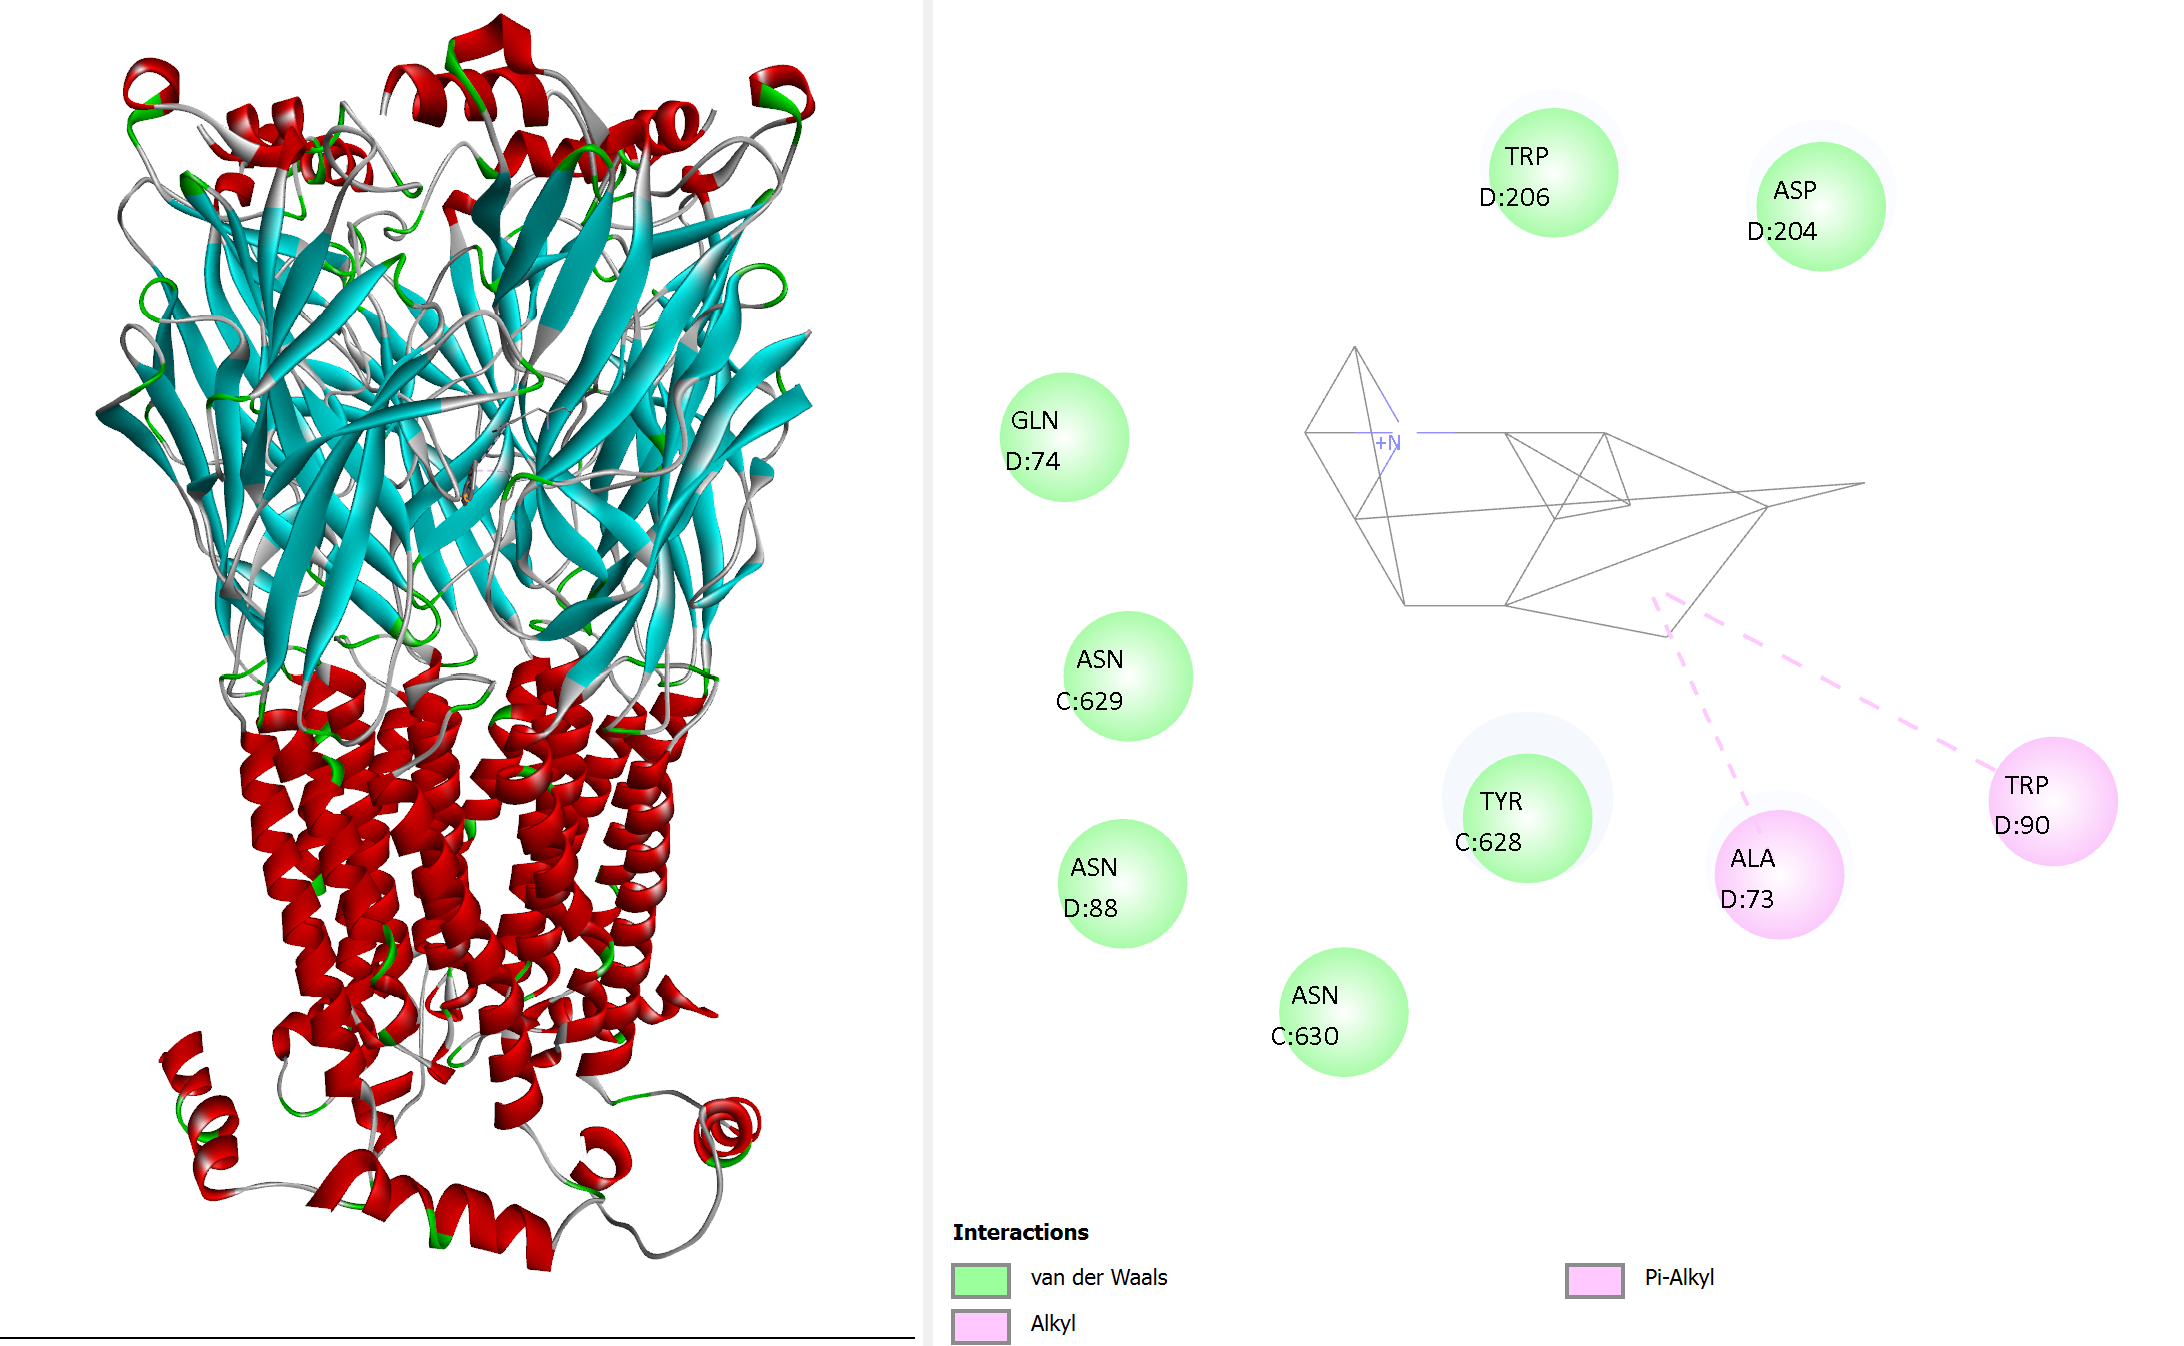 TRP
D:206
ASP
D:204
GLN
D:74
+N
ASN
C:629
TYR
C:628
TRP
D:90
ALA
D:73
ASN
D:88
ASN
C:630
Interactions
van der Waals
Alkyl
Pi-Alkyl